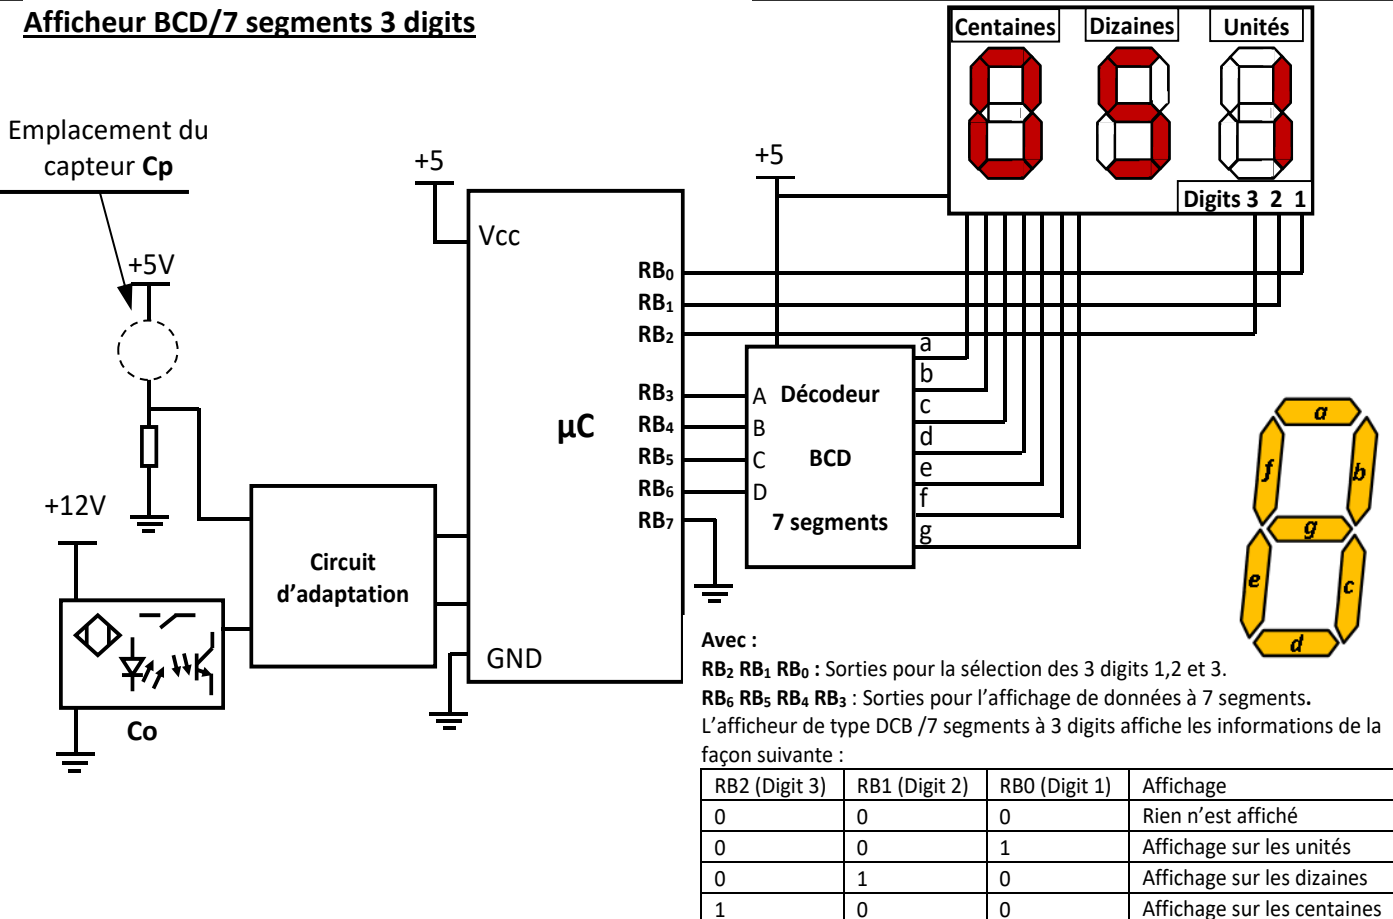 Afficheur BCD/7 segments 3 digits
Centaines Dizaines Unités
Digits 3 2 1
Emplacement du
capteur Cp
+5V
+5
+5
Vcc
RB0
RB1
RB2
RB3
RB4
RB5
RB6
RB7
µC
GND
A
B
C
D
Décodeur
BCD
7 segments
a
b
c
d
e
f
g
+12V
Co
Circuit
d'adaptation
a
f
b
g
e
c
d
Avec :
RB2 RB1 RB0 : Sorties pour la sélection des 3 digits 1,2 et 3.
RB6 RB5 RB4 RB3 : Sorties pour l'affichage de données à 7 segments.
L'afficheur de type DCB /7 segments à 3 digits affiche les informations de la
façon suivante :
RB2 (Digit 3) RB1 (Digit 2) RB0 (Digit 1) Affichage
0 0 0 Rien n'est affiché
0 0 1 Affichage sur les unités
0 1 0 Affichage sur les dizaines
1 0 0 Affichage sur les centaines